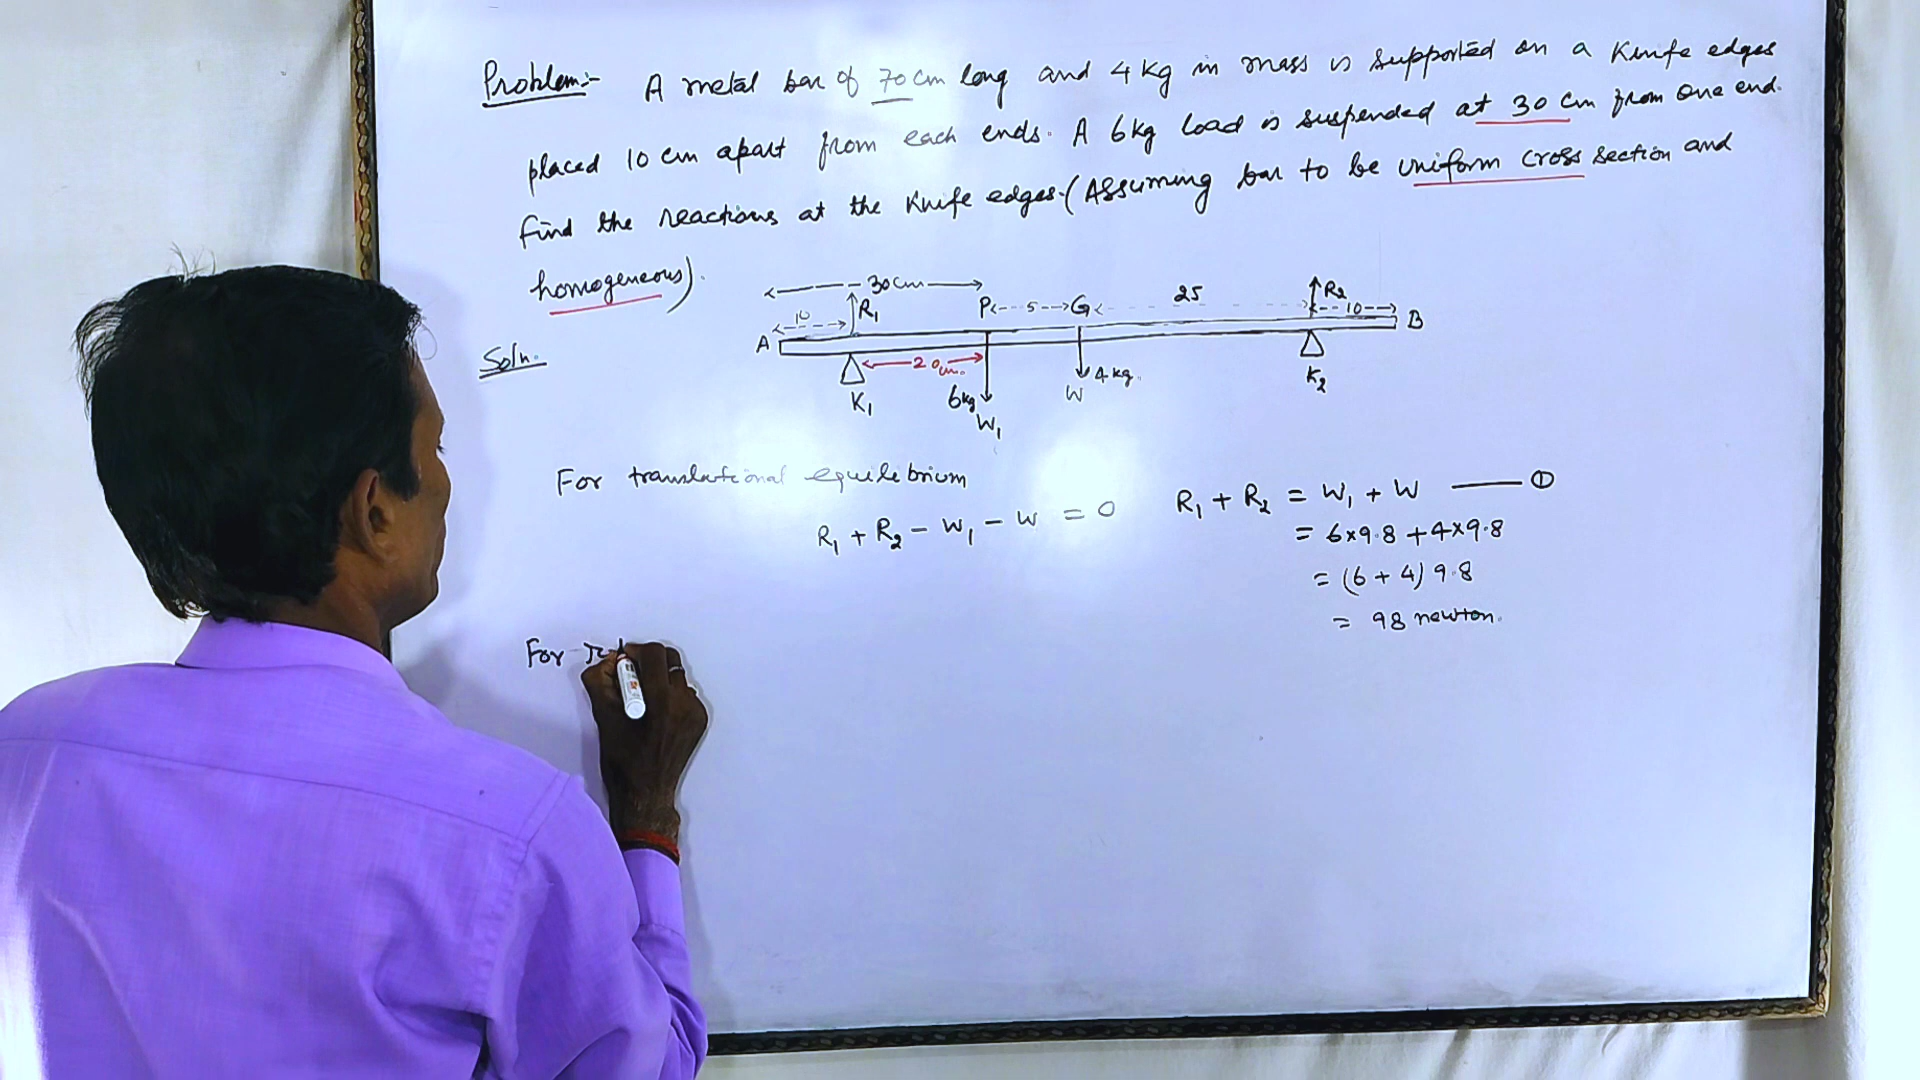 Problem:- A metal bar of 70 cm long and 4 kg in mass is supported on a knife edges
placed 10 cm apart from each ends. A 6 kg load is suspended at 30 cm from one end.
Find the reactions at the knife edges. (Assuming bar to be uniform cross section and
homogeneous).
Soln.
30 cm
10
R1
P
5
G
25
R2
10
A
B
20 cm.
K1
6 kg
W1
W
4 kg.
K2
For translational equilibrium
R1 + R2 - W1 - W = 0
R1 + R2 = W1 + W ——— ①
= 6×9.8 + 4×9.8
= (6 + 4) 9.8
= 98 newton.
For